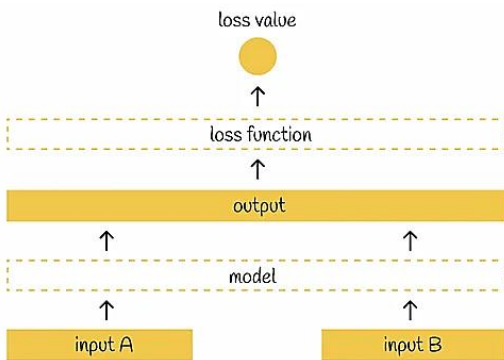 loss value
loss function
output
model
input A
input B